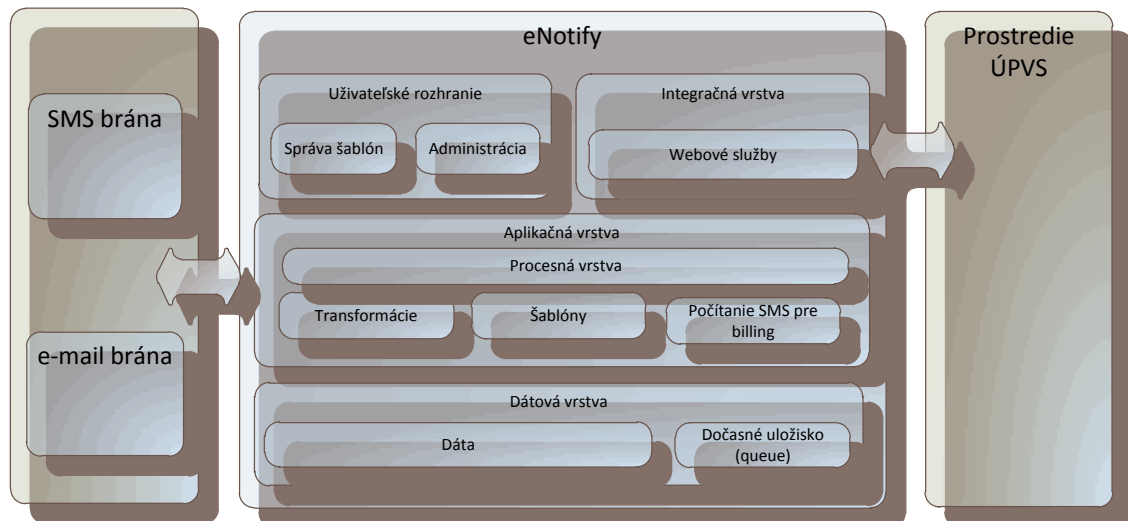 SMS brána
e-mail brána
eNotify
Uživateľské rozhranie
Správa šablón
Administrácia
Integračná vrstva
Webové služby
Aplikačná vrstva
Procesná vrstva
Transformácie
Šablóny
Počítanie SMS pre
billing
Dátová vrstva
Dáta
Dočasné uložisko
(queue)
Prostredie
ÚPVS